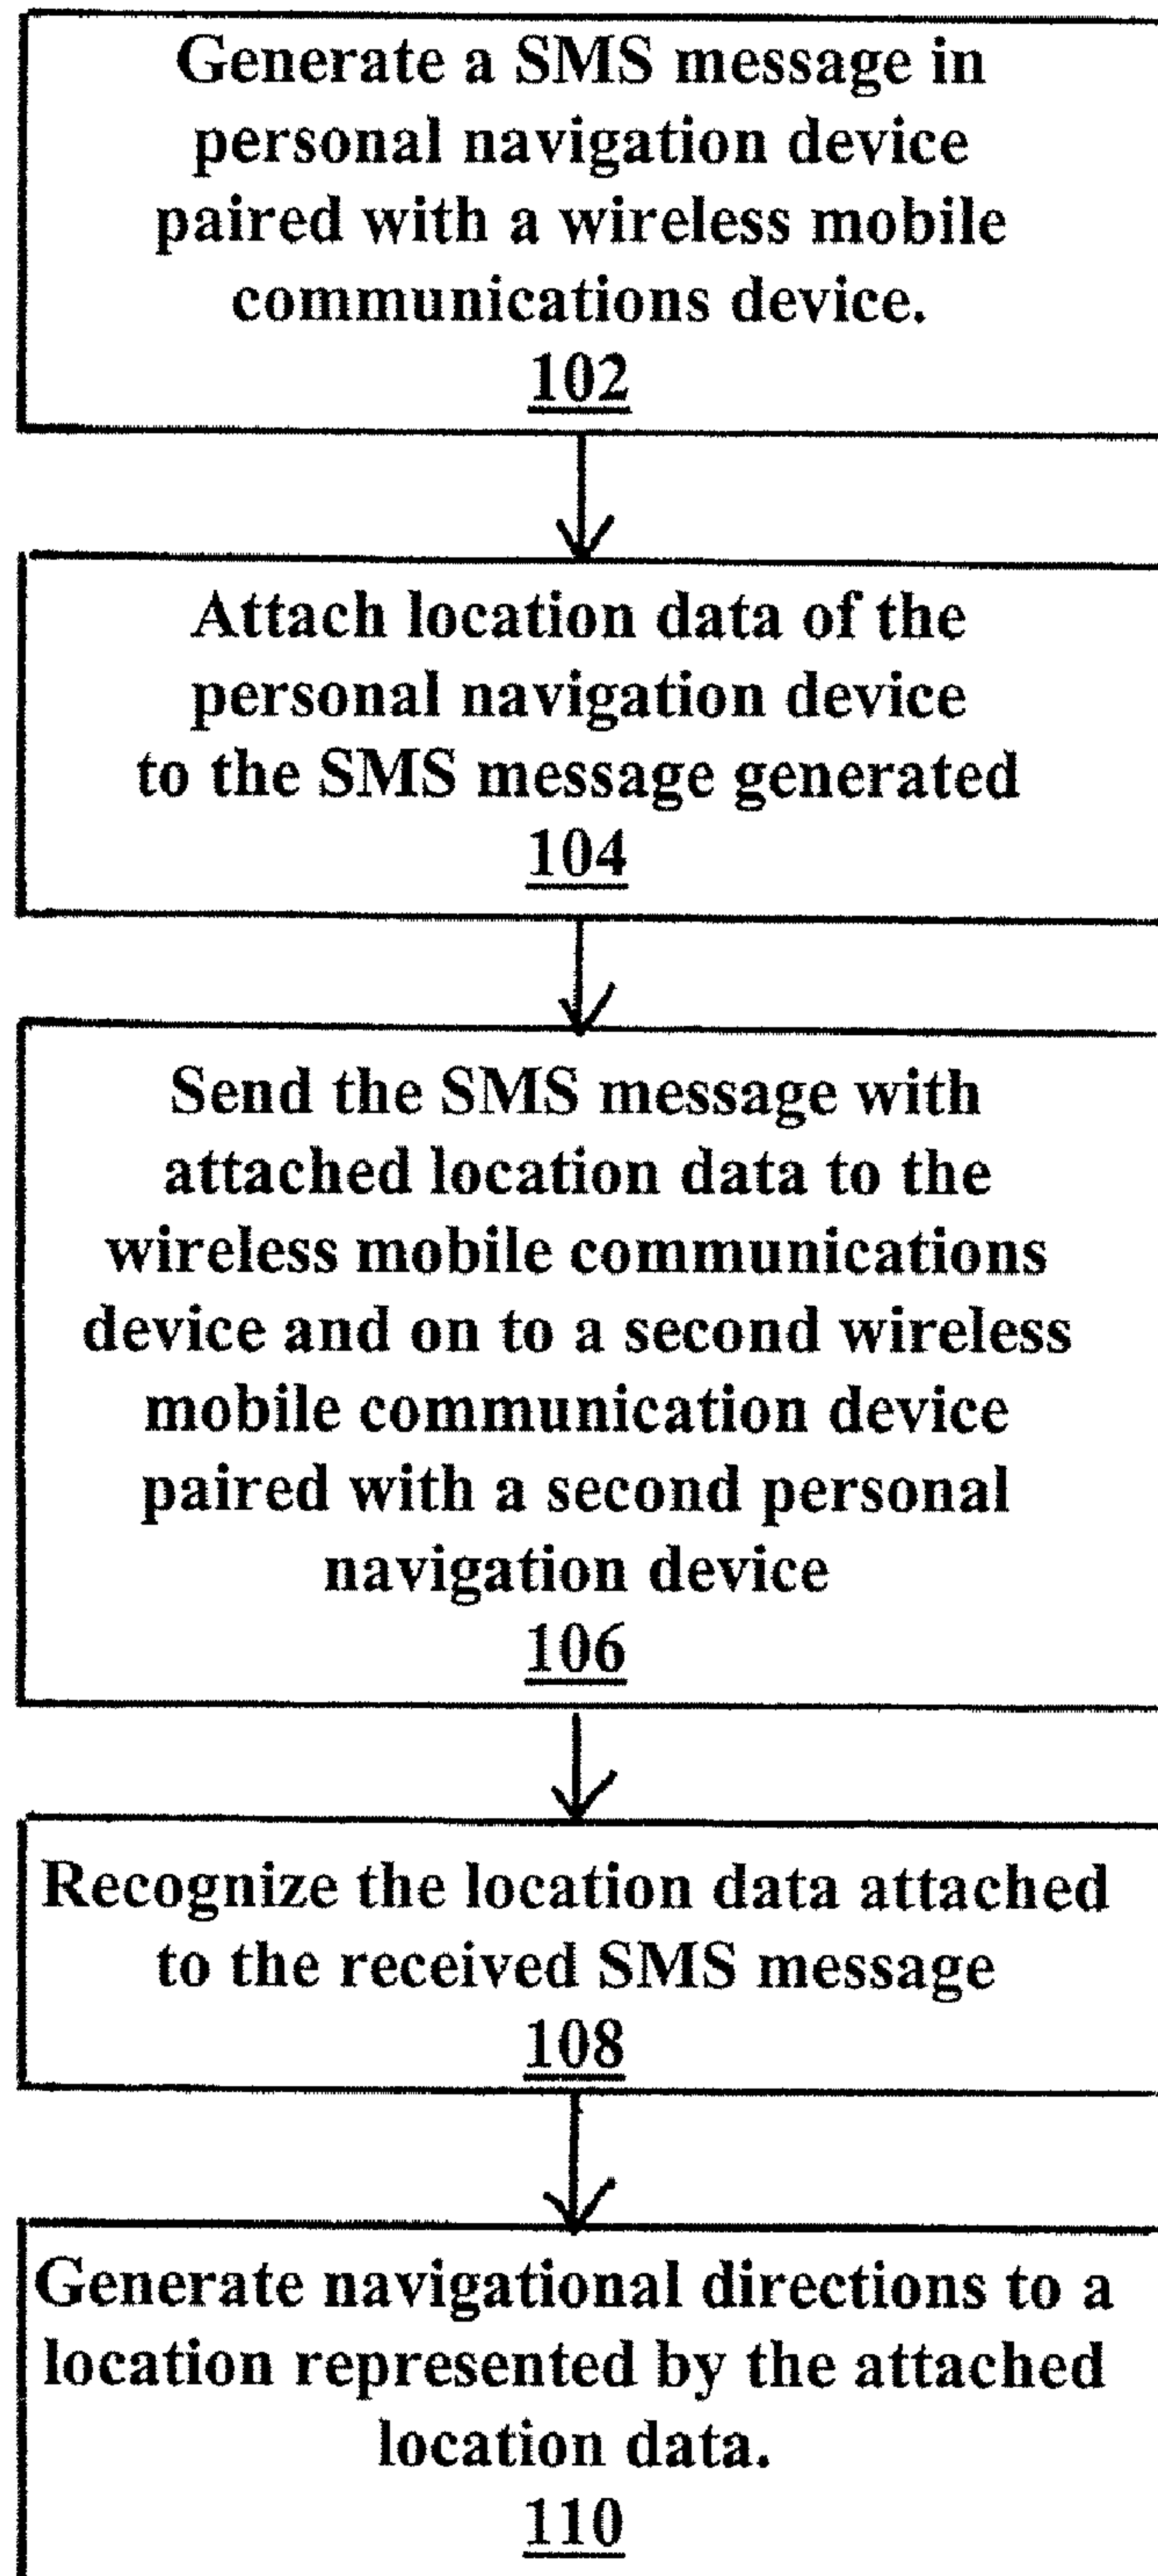 Generate a SMS message in
personal navigation device
paired with a wireless mobile
communications device.
102
Attach location data of the
personal navigation device
to the SMS message generated
104
Send the SMS message with
attached location data to the
wireless mobile communications
device and on to a second wireless
mobile communication device
paired with a second personal
navigation device
106
Recognize the location data attached
to the received SMS message
108
Generate navigational directions to a
location represented by the attached
location data.
110